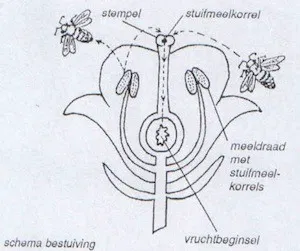 stempel
stuifmeelkorrel
meeldraad
met
stuifmeel-
korrels
vruchtbeginsel
schema bestuiving